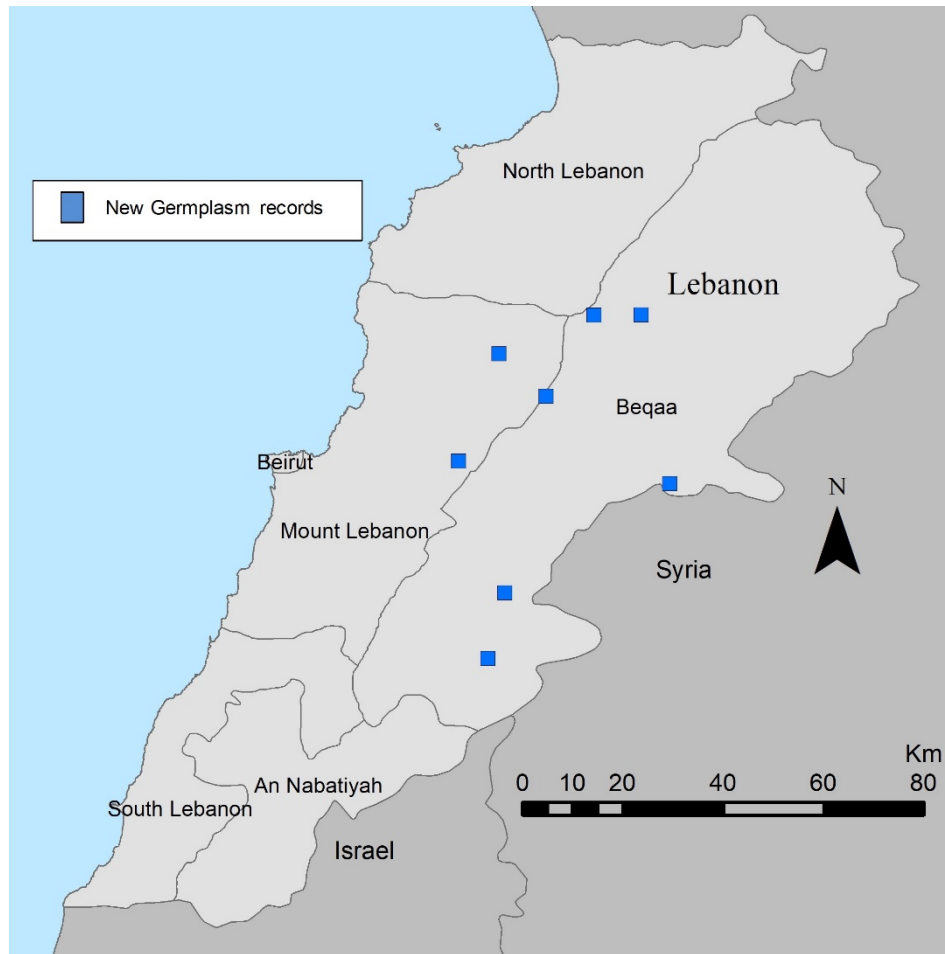 North Lebanon
New Germplasm records
Lebanon
Beqaa
Beirut
N
Mount Lebanon
Syria
Km
0 10 20 40 60 80
An Nabatiyah
South Lebanon
Israel